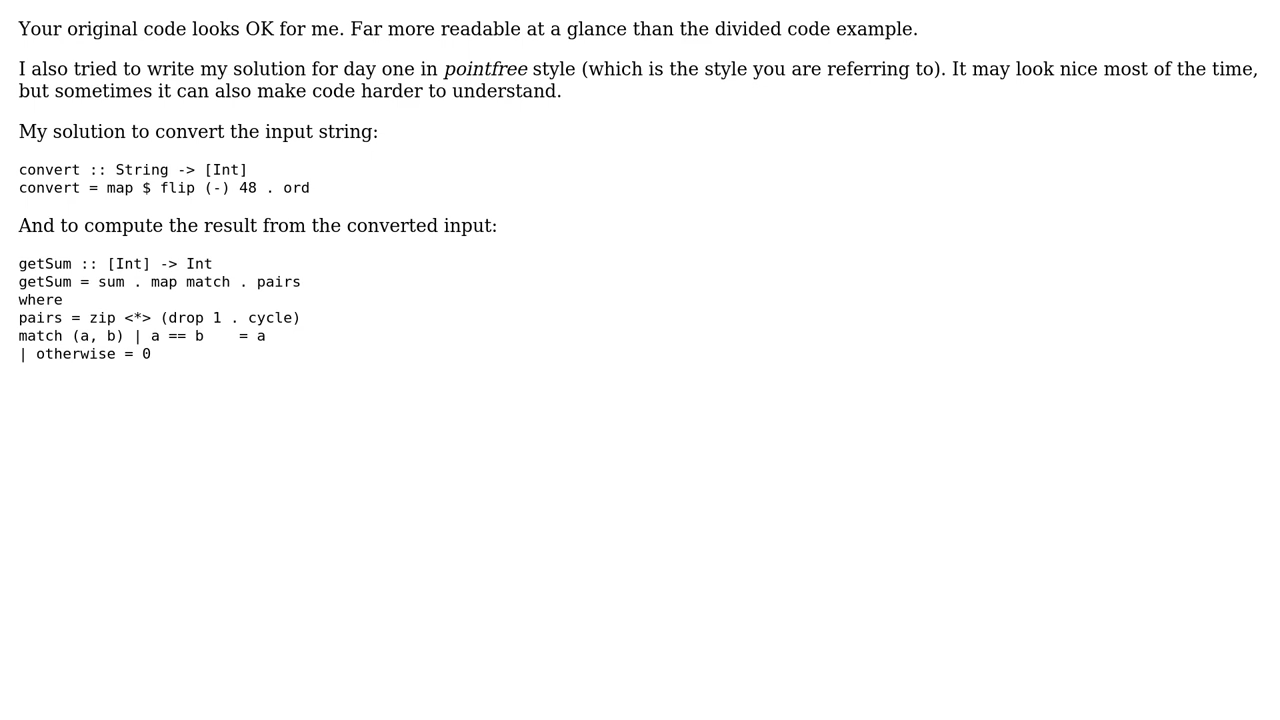 Your original code looks OK for me. Far more readable at a glance than the divided code example.
I also tried to write my solution for day one in pointfree style (which is the style you are referring to). It may look nice most of the time,
but sometimes it can also make code harder to understand.
My solution to convert the input string:
convert :: String -> [Int]
convert = map $ flip (-) 48 . ord
And to compute the result from the converted input:
getSum :: [Int] -> Int
getSum = sum . map match . pairs
where
pairs = zip <*> (drop 1 . cycle)
match (a, b) | a == b    = a
| otherwise = 0